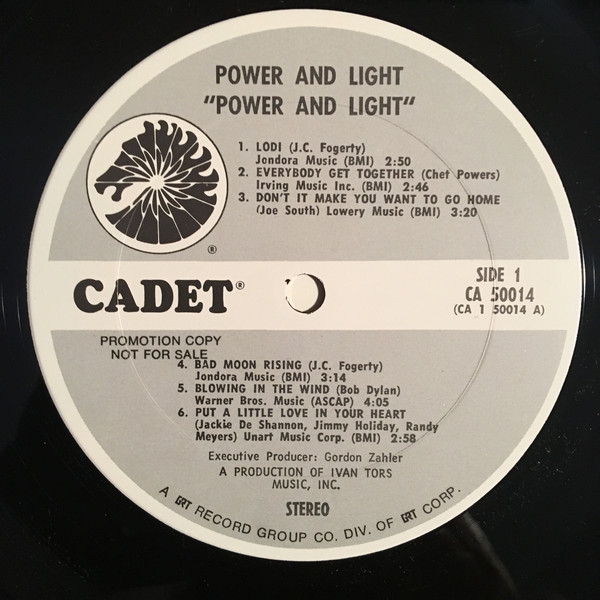 POWER AND LIGHT
"POWER AND LIGHT"
1. LODI (J.C. Fogerty)
Jondora Music (BMI) 2:50
2. EVERYBODY GET TOGETHER (Chet Powers)
Irving Music Inc. (BMI) 2:46
3. DON'T IT MAKE YOU WANT TO GO HOME
(Joe South) Lowery Music (BMI) 3:20
®
CADET®
SIDE 1
CA 50014
(CA 1 50014 A)
PROMOTION COPY
NOT FOR SALE
4. BAD MOON RISING (J.C. Fogerty)
Jondora Music (BMI) 3:14
5. BLOWING IN THE WIND (Bob Dylan)
Warner Bros. Music (ASCAP) 4:05
6. PUT A LITTLE LOVE IN YOUR HEART
(Jackie De Shannon, Jimmy Holiday, Randy
Meyers) Unart Music Corp. (BMI) 2:58
Executive Producer: Gordon Zahler
A PRODUCTION OF IVAN TORS
MUSIC, INC.
STEREO
A GRT RECORD GROUP CO. DIV. OF GRT CORP.